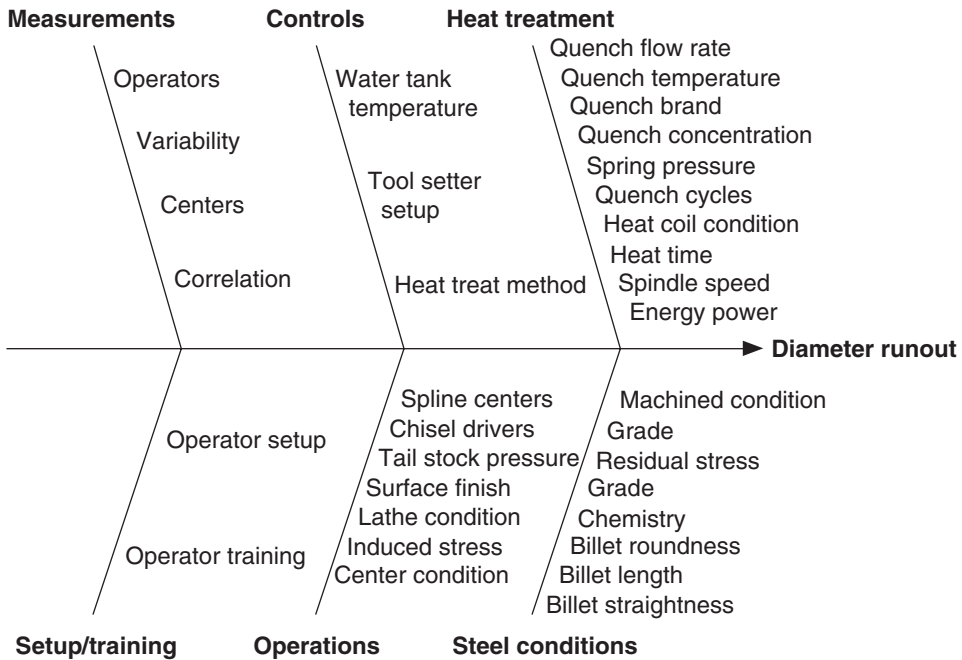 Measurements
Controls
Heat treatment
Operators
Variability
Centers
Correlation
Water tank
temperature
Tool setter
setup
Heat treat method
Quench flow rate
Quench temperature
Quench brand
Quench concentration
Spring pressure
Quench cycles
Heat coil condition
Heat time
Spindle speed
Energy power
Diameter runout
Operator setup
Operator training
Spline centers
Chisel drivers
Tail stock pressure
Surface finish
Lathe condition
Induced stress
Center condition
Machined condition
Grade
Residual stress
Grade
Chemistry
Billet roundness
Billet length
Billet straightness
Setup/training
Operations
Steel conditions